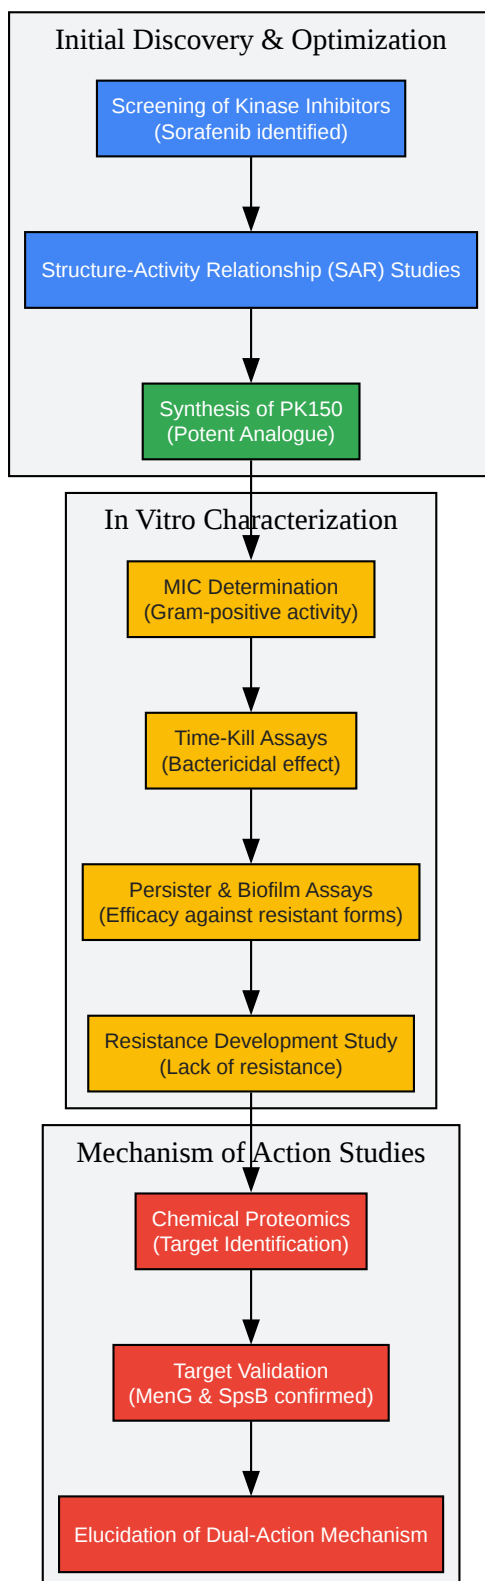 Initial Discovery & Optimization
Screening of Kinase Inhibitors
(Sorafenib identified)
Structure-Activity Relationship (SAR) Studies
Synthesis of PK150
(Potent Analogue)
In Vitro Characterization
MIC Determination
(Gram-positive activity)
Time-Kill Assays
(Bactericidal effect)
Persister & Biofilm Assays
(Efficacy against resistant forms)
Resistance Development Study
(Lack of resistance)
Mechanism of Action Studies
Chemical Proteomics
(Target Identification)
Target Validation
(MenG & SpsB confirmed)
Elucidation of Dual-Action Mechanism